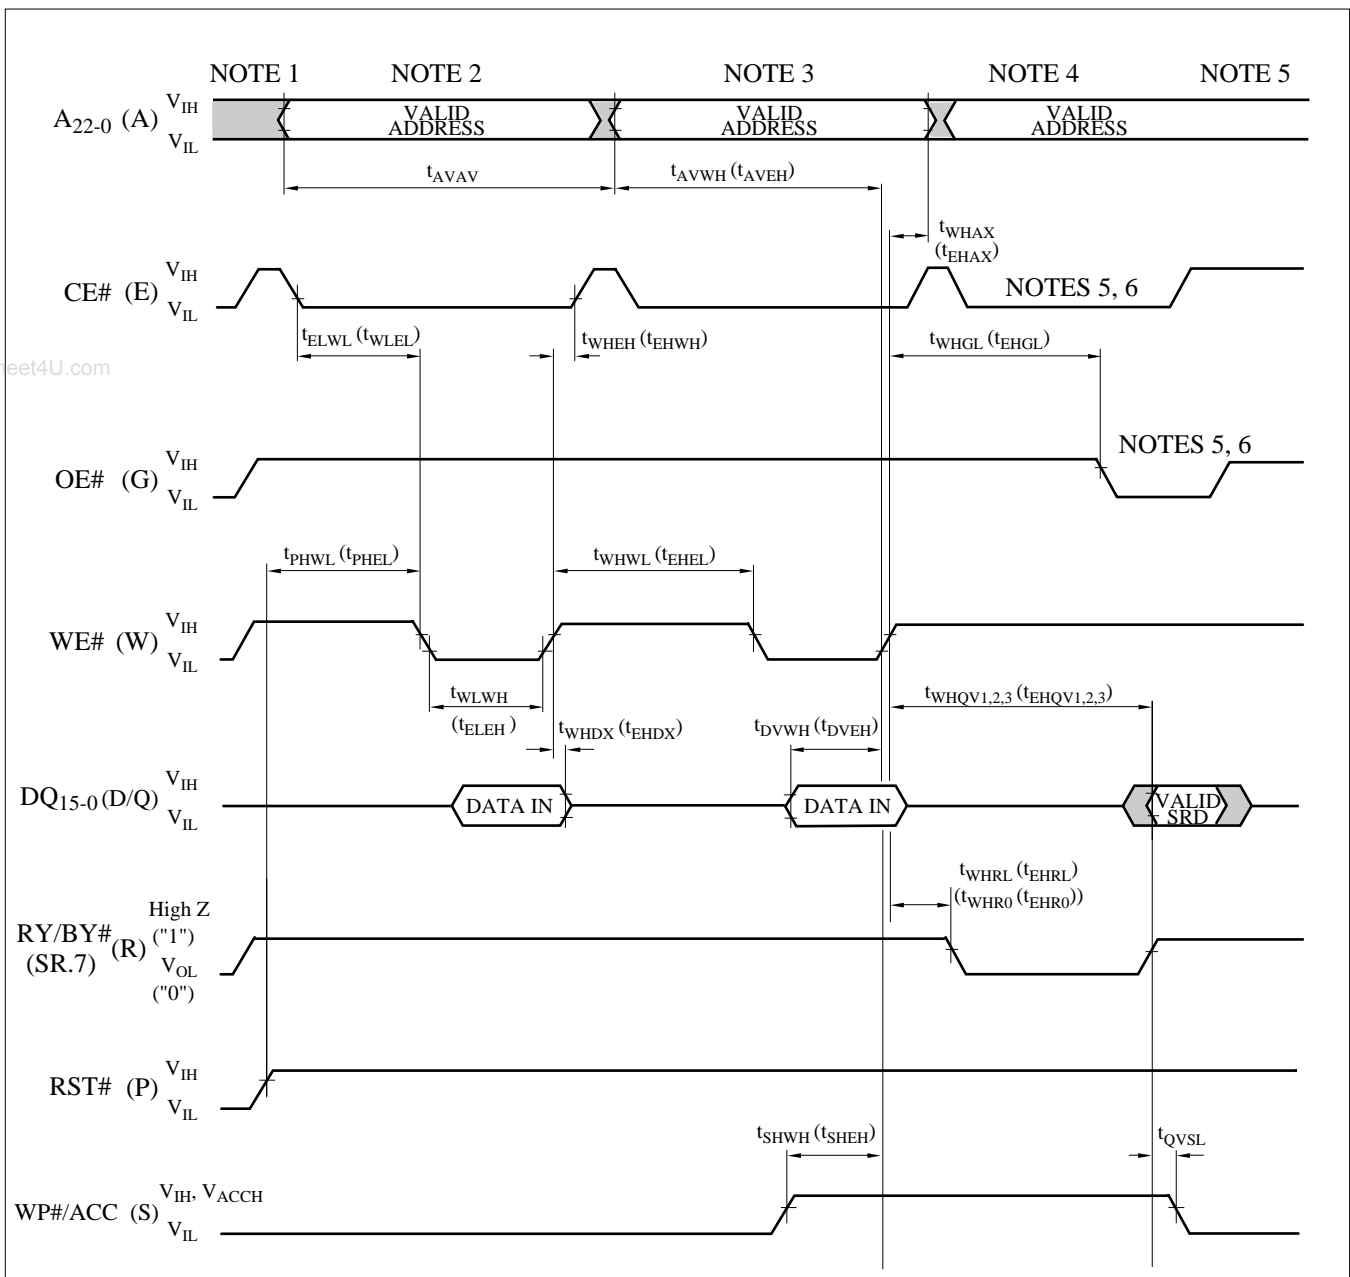 NOTE 1 NOTE 2 NOTE 3 NOTE 4 NOTE 5
A22-0 (A) VIH
VIL
VALID
ADDRESS
VALID
ADDRESS
VALID
ADDRESS
tAVAV
tAVWH (tAVEH)
tWHAX
(tEHAX)
CE# (E) VIH
VIL
NOTES 5, 6
tELWL (tWLEL)
tWHEH (tEHWH)
tWHGL (tEHGL)
eet4U.com
OE# (G) VIH
VIL
NOTES 5, 6
tPHWL (tPHEL)
tWHWL (tEHEL)
WE# (W) VIH
VIL
tWLWH
(tELEH )
tWHDX (tEHDX)
tDVWH (tDVEH)
tWHQV1,2,3 (tEHQV1,2,3)
DQ15-0 (D/Q) VIH
VIL
DATA IN
DATA IN
VALID
SRD
tWHRL (tEHRL)
(tWHR0 (tEHR0))
RY/BY# (R)
(SR.7)
High Z
("1")
VOL
("0")
RST# (P) VIH
VIL
tSHWH (tSHEH)
tQVSL
WP#/ACC (S) VIH, VACCH
VIL